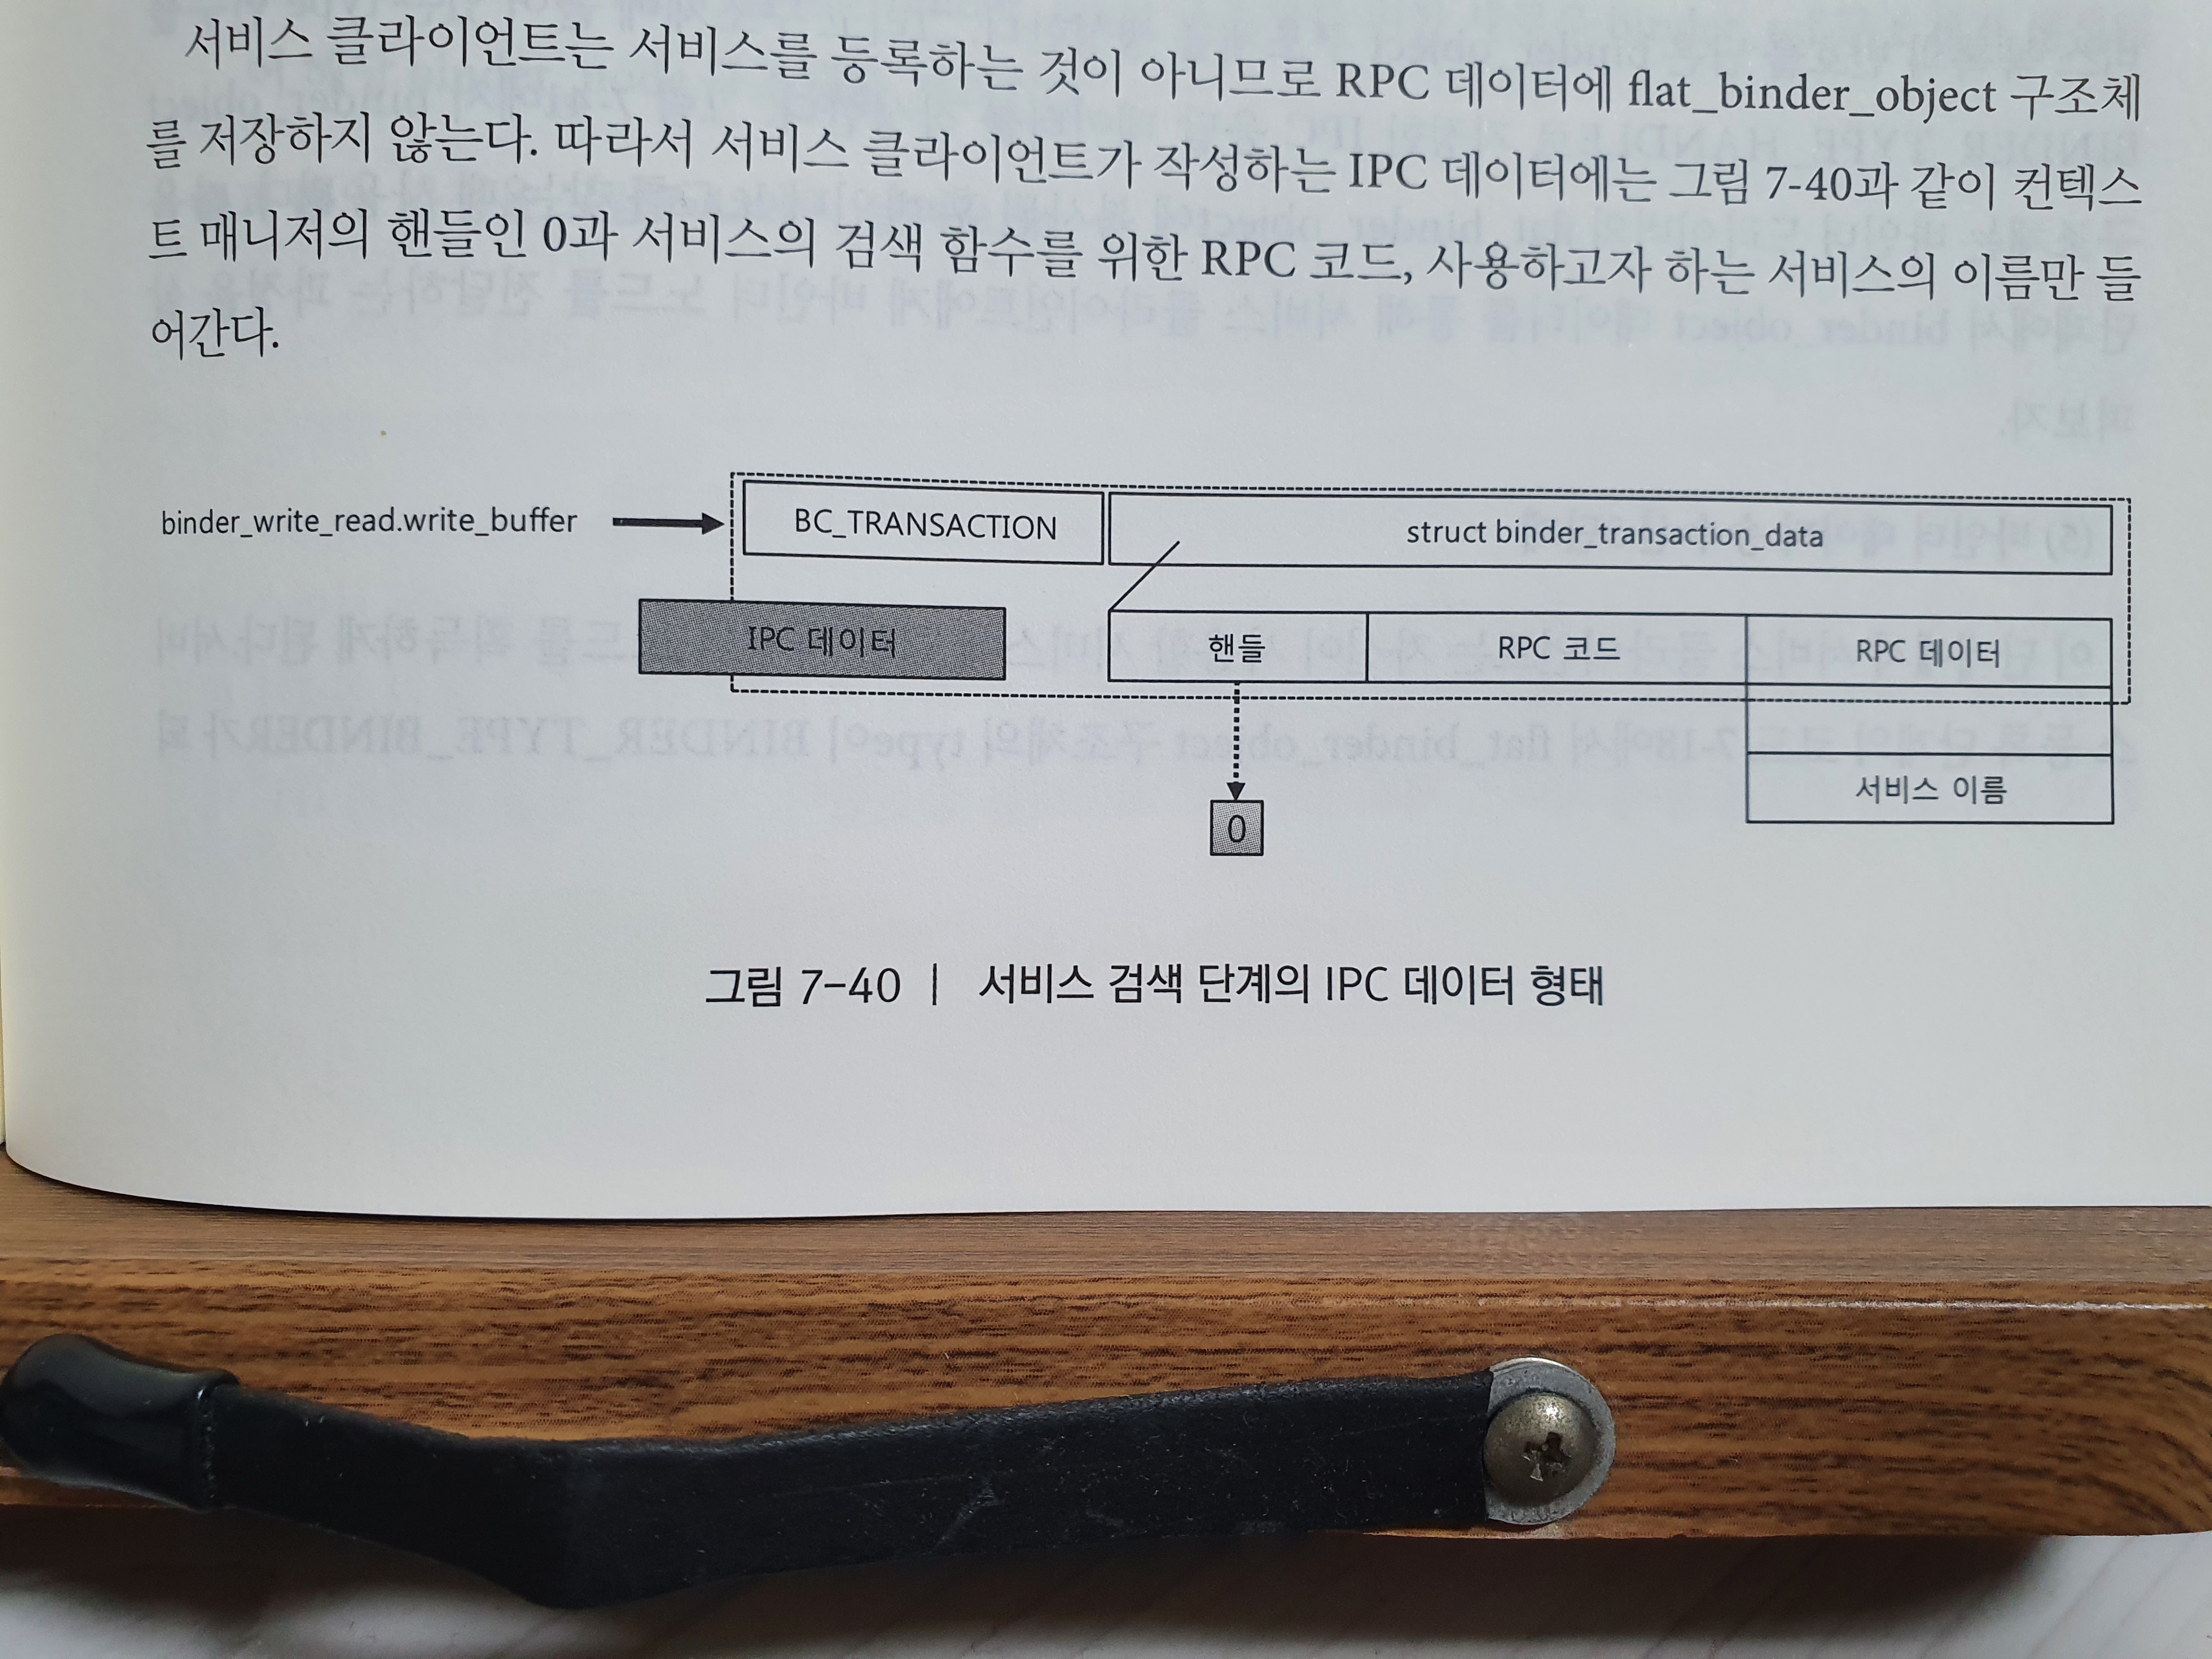 서비스 클라이언트는 서비스를 등록하는 것이 아니므로 RPC 데이터에 flat_binder_object 구조체
를 저장하지 않는다. 따라서 서비스 클라이언트가 작성하는 IPC 데이터에는 그림 7-40과 같이 컨텍스
트 매니저의 핸들인 0과 서비스의 검색 함수를 위한 RPC 코드, 사용하고자 하는 서비스의 이름만 들
어간다.
binder_write_read.write_buffer
BC_TRANSACTION
struct binder_transaction_data
IPC 데이터
핸들
RPC 코드
RPC 데이터
서비스 이름
0
그림 7-40 | 서비스 검색 단계의 IPC 데이터 형태